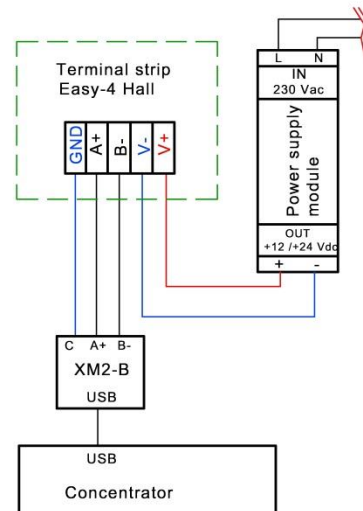 L N
IN
230 Vac
Power supply
module
OUT
+12 /+24 Vdc
+ -
Terminal strip
Easy-4 Hall
GND
A+
B-
V-
V+
C A+ B-
XM2-B
USB
USB
Concentrator